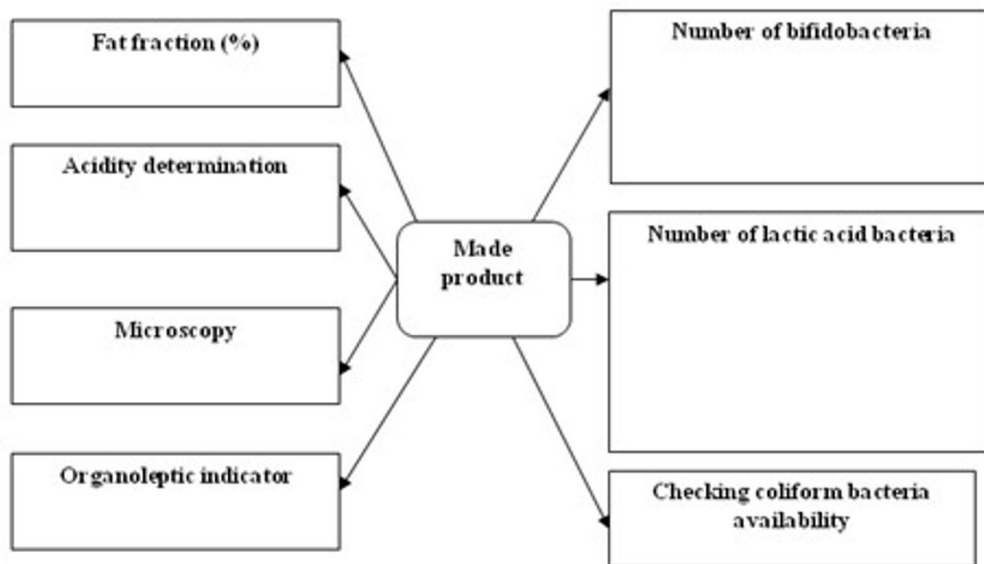 Fat fraction (%)
Acidity determination
Microscopy
Organoleptic indicator
Made
product
Number of bifidobacteria
Number of lactic acid bacteria
Checking coliform bacteria
availability